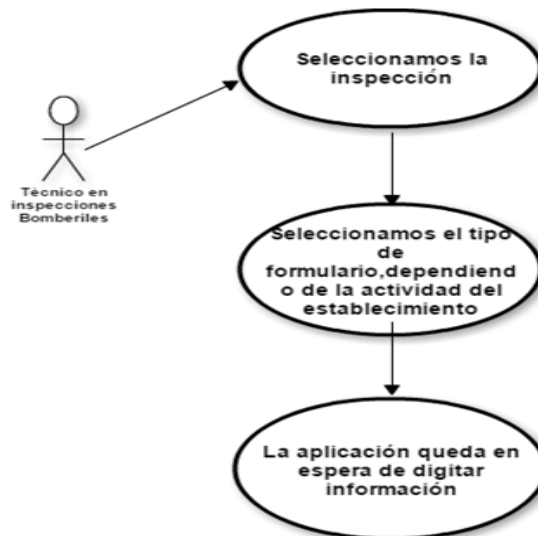 Seleccionamos la
inspección
Técnico en
inspecciones
Bomberiles
Seleccionamos el tipo
de
formulario,dependiend
o de la actividad del
establecimiento
La aplicación queda en
espera de digitar
información